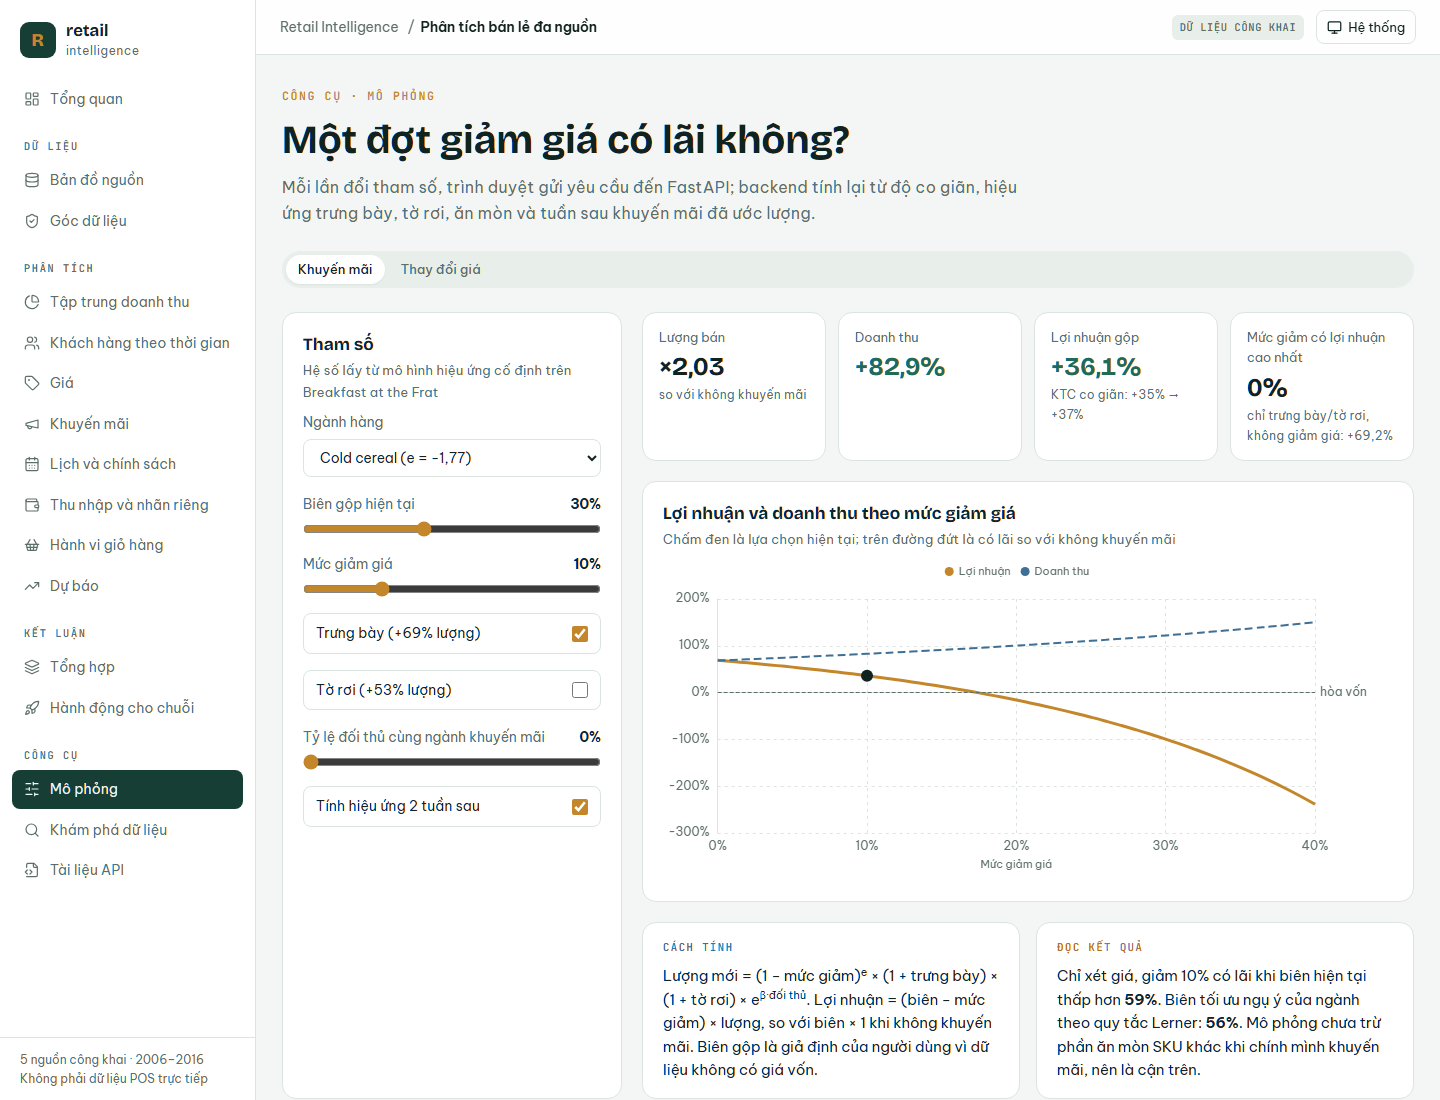 R
retail
intelligence
Tổng quan
DỮ LIỆU
Bản đồ nguồn
Góc dữ liệu
PHÂN TÍCH
Tập trung doanh thu
Khách hàng theo thời gian
Giá
Khuyến mãi
Lịch và chính sách
Thu nhập và nhãn riêng
Hành vi giỏ hàng
Dự báo
KẾT LUẬN
Tổng hợp
Hành động cho chuỗi
CÔNG CỤ
Mô phỏng
Khám phá dữ liệu
Tài liệu API
5 nguồn công khai · 2006–2016
Không phải dữ liệu POS trực tiếp
Retail Intelligence / Phân tích bán lẻ đa nguồn
DỮ LIỆU CÔNG KHAI
Hệ thống
CÔNG CỤ · MÔ PHỎNG
Một đợt giảm giá có lãi không?
Mỗi lần đổi tham số, trình duyệt gửi yêu cầu đến FastAPI; backend tính lại từ độ co giãn, hiệu
ứng trưng bày, tờ rơi, ăn mòn và tuần sau khuyến mãi đã ước lượng.
Khuyến mãi
Thay đổi giá
Tham số
Hệ số lấy từ mô hình hiệu ứng cố định trên
Breakfast at the Frat
Ngành hàng
Cold cereal (e = -1,77)
Biên gộp hiện tại 30%
Mức giảm giá 10%
Trưng bày (+69% lượng)
Tờ rơi (+53% lượng)
Tỷ lệ đối thủ cùng ngành khuyến mãi 0%
Tính hiệu ứng 2 tuần sau
Lượng bán
×2,03
so với không khuyến mãi
Doanh thu
+82,9%
Lợi nhuận gộp
+36,1%
KTC co giãn: +35% →
+37%
Mức giảm có lợi nhuận
cao nhất
0%
chỉ trưng bày/tờ rơi,
không giảm giá: +69,2%
Lợi nhuận và doanh thu theo mức giảm giá
Chấm đen là lựa chọn hiện tại; trên đường đứt là có lãi so với không khuyến mãi
Lợi nhuận
Doanh thu
200%
100%
0%
-100%
-200%
-300%
hòa vốn
0%
10%
20%
30%
40%
Mức giảm giá
CÁCH TÍNH
Lượng mới = (1 − mức giảm)ᵉ × (1 + trưng bày) ×
(1 + tờ rơi) × e^β·đối thủ. Lợi nhuận = (biên − mức
giảm) × lượng, so với biên × 1 khi không khuyến
mãi. Biên gộp là giả định của người dùng vì dữ
liệu không có giá vốn.
ĐỌC KẾT QUẢ
Chỉ xét giá, giảm 10% có lãi khi biên hiện tại
thấp hơn 59%. Biên tối ưu ngụ ý của ngành
theo quy tắc Lerner: 56%. Mô phỏng chưa trừ
phần ăn mòn SKU khác khi chính mình khuyến
mãi, nên là cận trên.